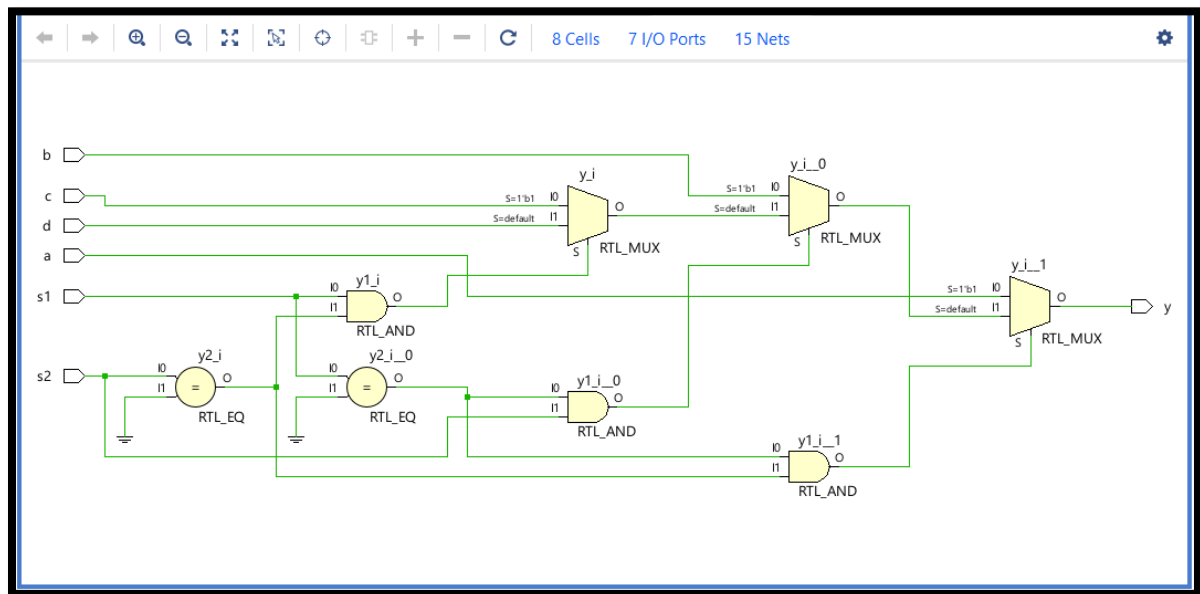 8 Cells 7 I/O Ports 15 Nets
b
c
d
a
s1
s2
y_i
S=1'b1 I0
S=default I1
O
S
RTL_MUX
y_i__0
S=1'b1 I0
S=default I1
O
S
RTL_MUX
y_i__1
S=1'b1 I0
S=default I1
O
S
RTL_MUX
y
y1_i
I0
I1
O
RTL_AND
y2_i
I0
I1
=
O
RTL_EQ
y2_i__0
I0
I1
=
O
RTL_EQ
y1_i__0
I0
I1
O
RTL_AND
y1_i__1
I0
I1
O
RTL_AND